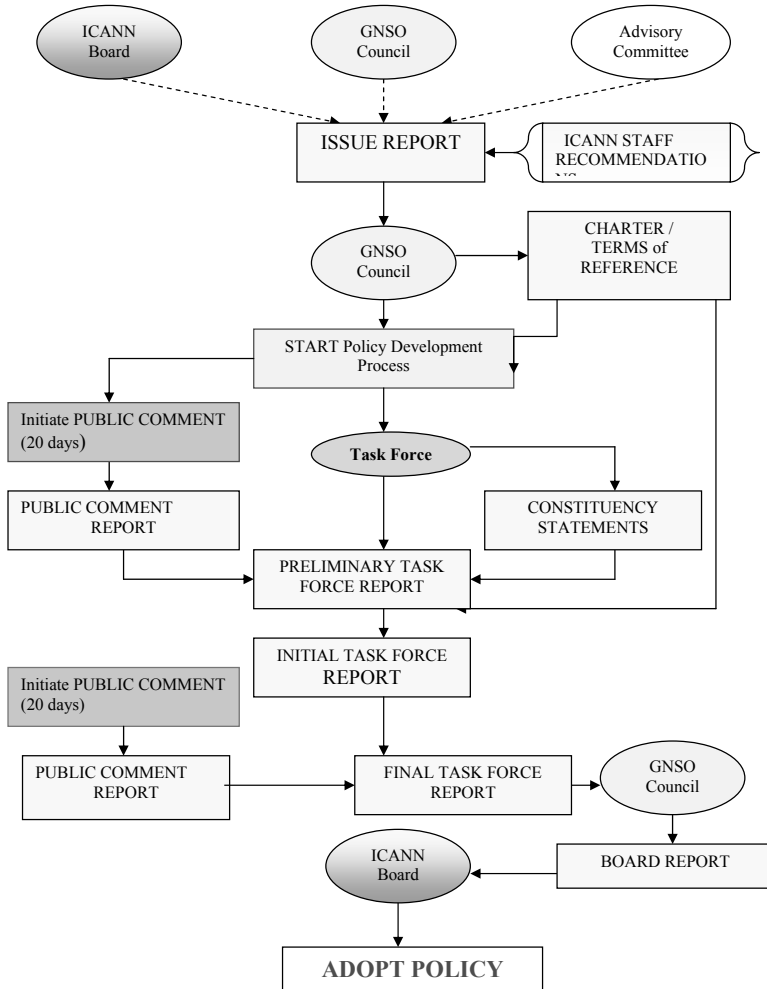 ICANN
Board
GNSO
Council
Advisory
Committee
ISSUE REPORT
ICANN STAFF
RECOMMENDATIO
CHARTER /
TERMS of
REFERENCE
GNSO
Council
START Policy Development
Process
Initiate PUBLIC COMMENT
(20 days)
Task Force
PUBLIC COMMENT
REPORT
CONSTITUENCY
STATEMENTS
PRELIMINARY TASK
FORCE REPORT
INITIAL TASK FORCE
REPORT
Initiate PUBLIC COMMENT
(20 days)
PUBLIC COMMENT
REPORT
FINAL TASK FORCE
REPORT
GNSO
Council
ICANN
Board
BOARD REPORT
ADOPT POLICY